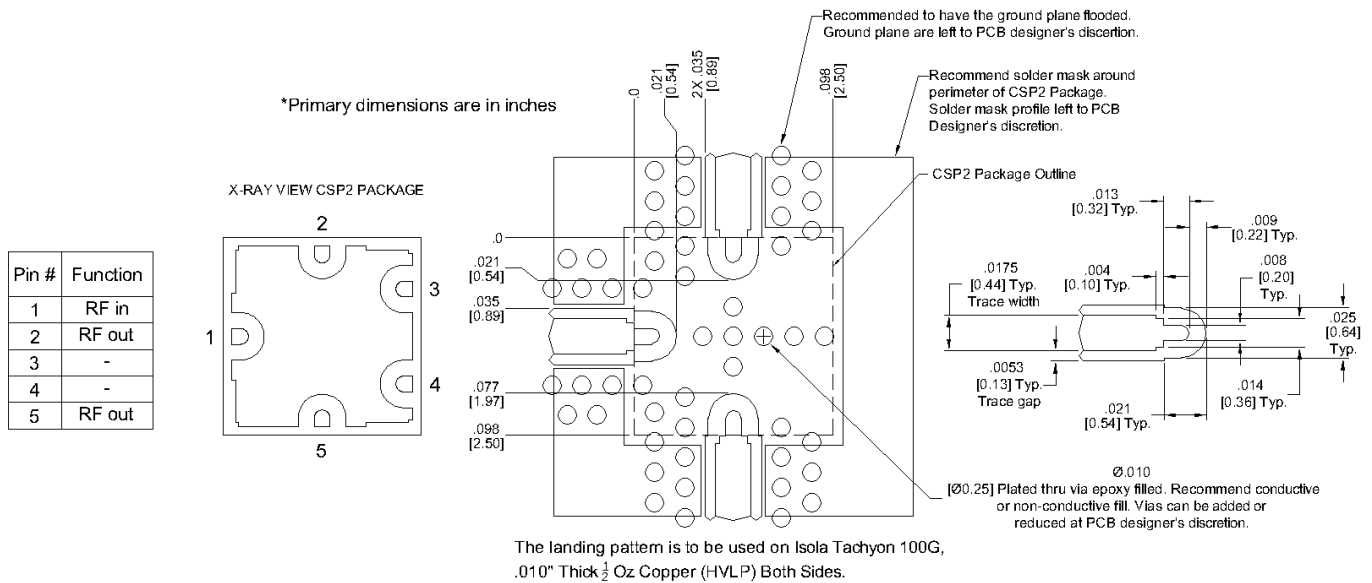 Recommended to have the ground plane flooded.
Ground plane are left to PCB designer's discertion.
*Primary dimensions are in inches
.0
.021
[0.54]
2X .035
[0.89]
.098
[2.50]
Recommend solder mask around
perimeter of CSP2 Package.
Solder mask profile left to PCB
Designer's discretion.
CSP2 Package Outline
X-RAY VIEW CSP2 PACKAGE
Pin # Function
1 RF in
2 RF out
3 -
4 -
5 RF out
2
3
1
4
5
.0
.021
[0.54]
.035
[0.89]
.077
[1.97]
.098
[2.50]
.013
[0.32] Typ.
.009
[0.22] Typ.
.0175
[0.44] Typ.
Trace width
.004
[0.10] Typ.
.008
[0.20]
Typ.
.025
[0.64]
Typ.
.0053
[0.13] Typ.
Trace gap
.014
[0.36] Typ.
.021
[0.54] Typ.
Ø.010
[Ø0.25] Plated thru via epoxy filled. Recommend conductive
or non-conductive fill. Vias can be added or
reduced at PCB designer's discretion.
The landing pattern is to be used on Isola Tachyon 100G,
.010" Thick ½ Oz Copper (HVLP) Both Sides.